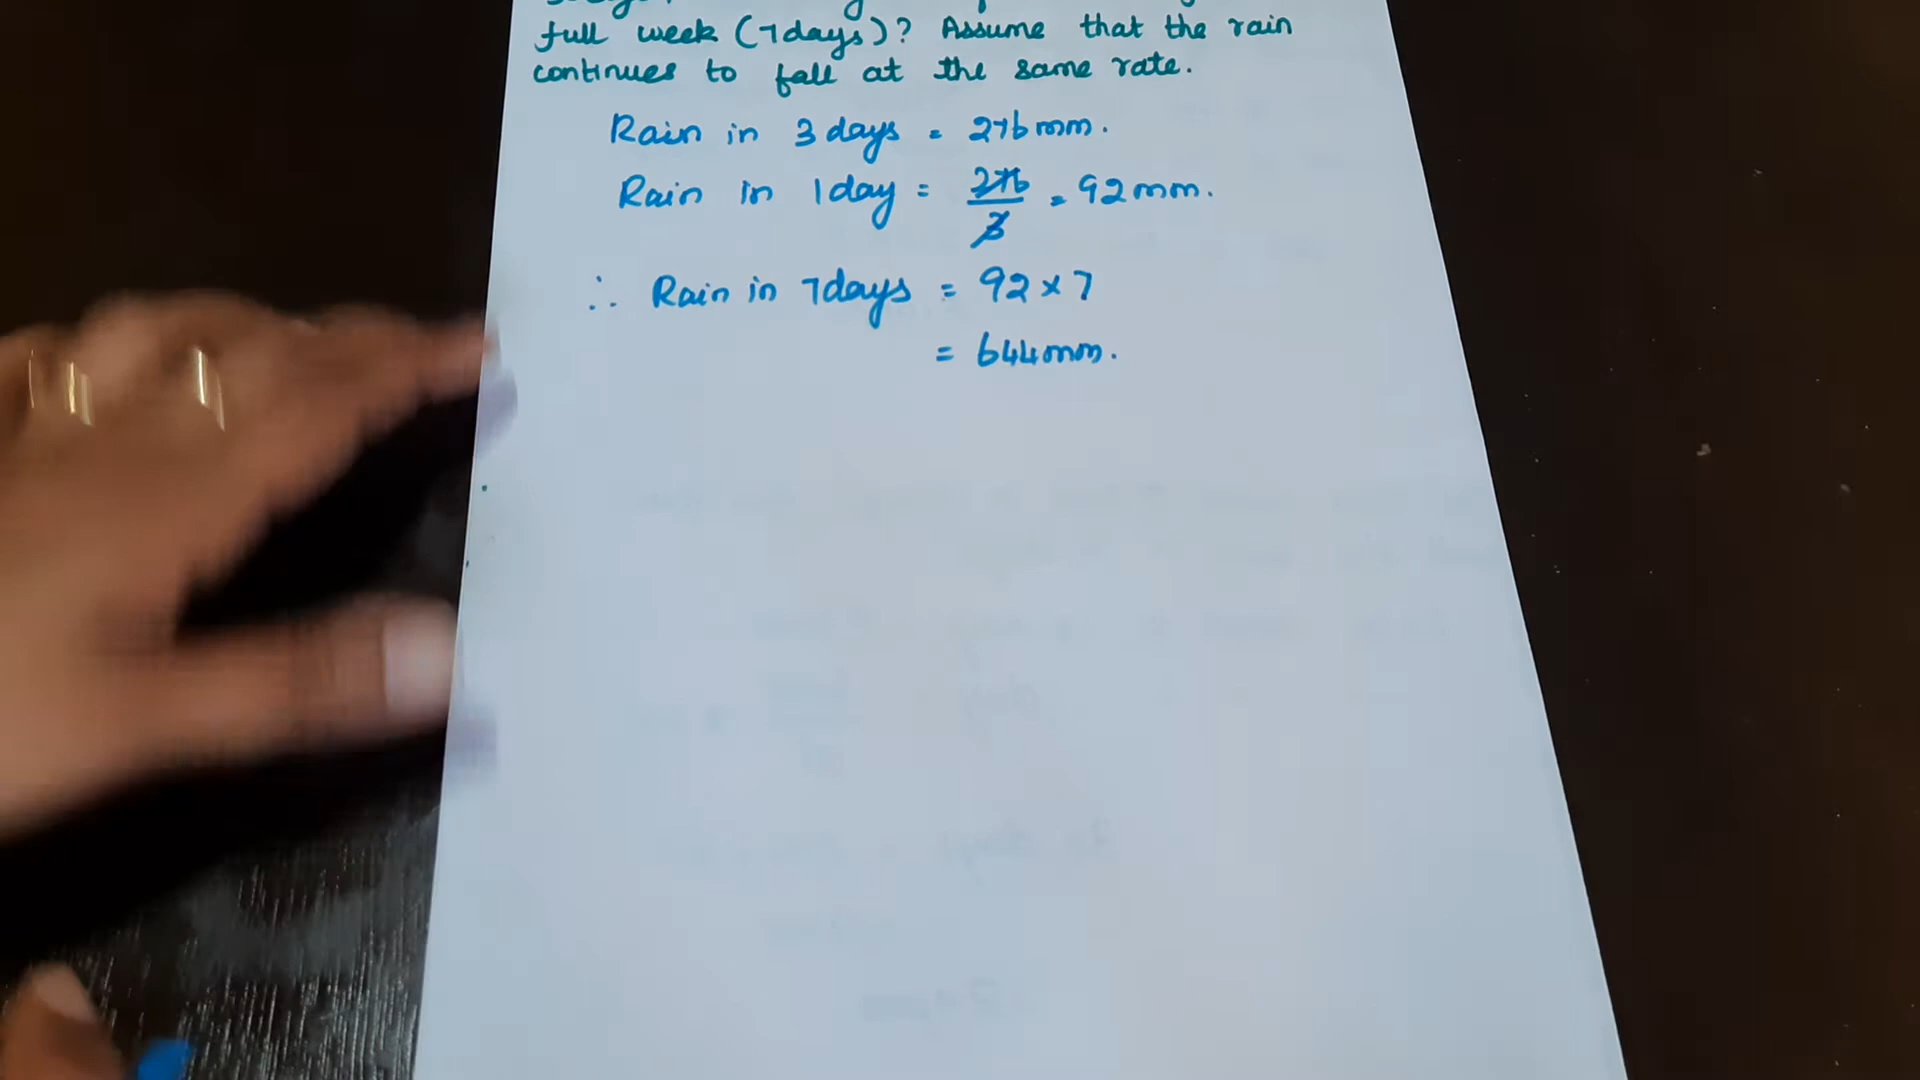 full week (7days)? Assume that the rain
continues to fall at the same rate.
Rain in 3 days = 276mm.
Rain in 1day = 276/3 = 92mm.
∴ Rain in 7days = 92 × 7
= 644mm.